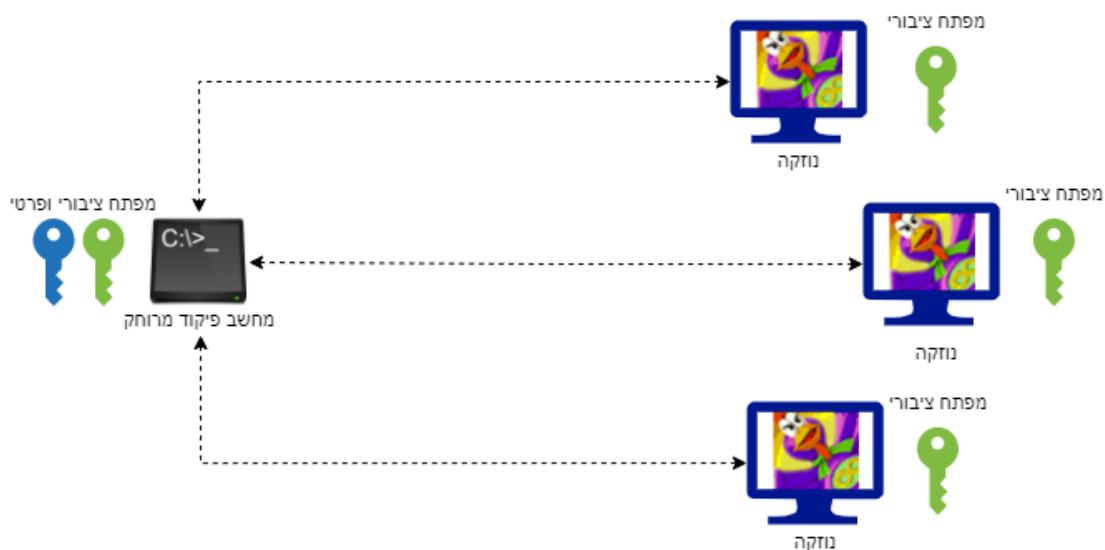 מפתח ציבורי
נוזקה
מפתח ציבורי
מפתח ציבורי ופרטי
C:\>_
מחשב פיקוד מרוחק
נוזקה
מפתח ציבורי
נוזקה